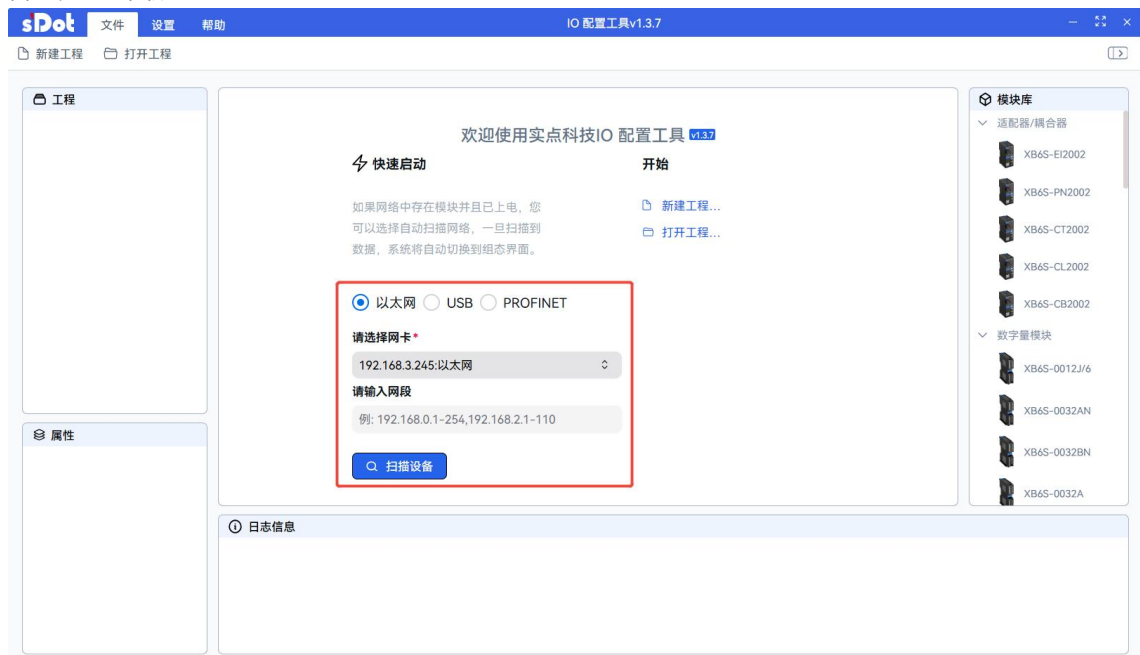 sDot 文件 设置 帮助 IO 配置工具v1.3.7
新建工程 打开工程
工程
欢迎使用实点科技IO 配置工具 v1.3.7
快速启动
如果网络中存在模块并且已上电，您
可以选择自动扫描网络，一旦扫描到
数据，系统将自动切换到组态界面。
开始
新建工程...
打开工程...
以太网 USB PROFINET
请选择网卡*
192.168.3.245:以太网
请输入网段
例: 192.168.0.1-254,192.168.2.1-110
扫描设备
模块库
适配器/耦合器
XB6S-EI2002
XB6S-PN2002
XB6S-CT2002
XB6S-CL2002
XB6S-CB2002
数字量模块
XB6S-0012J/6
XB6S-0032AN
XB6S-0032BN
XB6S-0032A
属性
日志信息